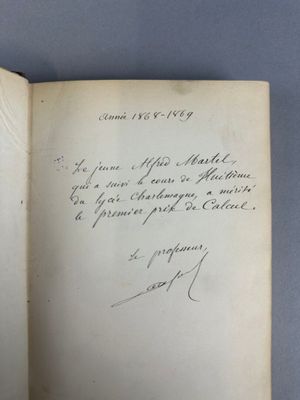 Année 1868-1869
Le jeune Alfred Martel,
qui a suivi le cours de Huitième
du lycée Charlemagne, a mérité
le premier prix de Calcul.
Le professeur,